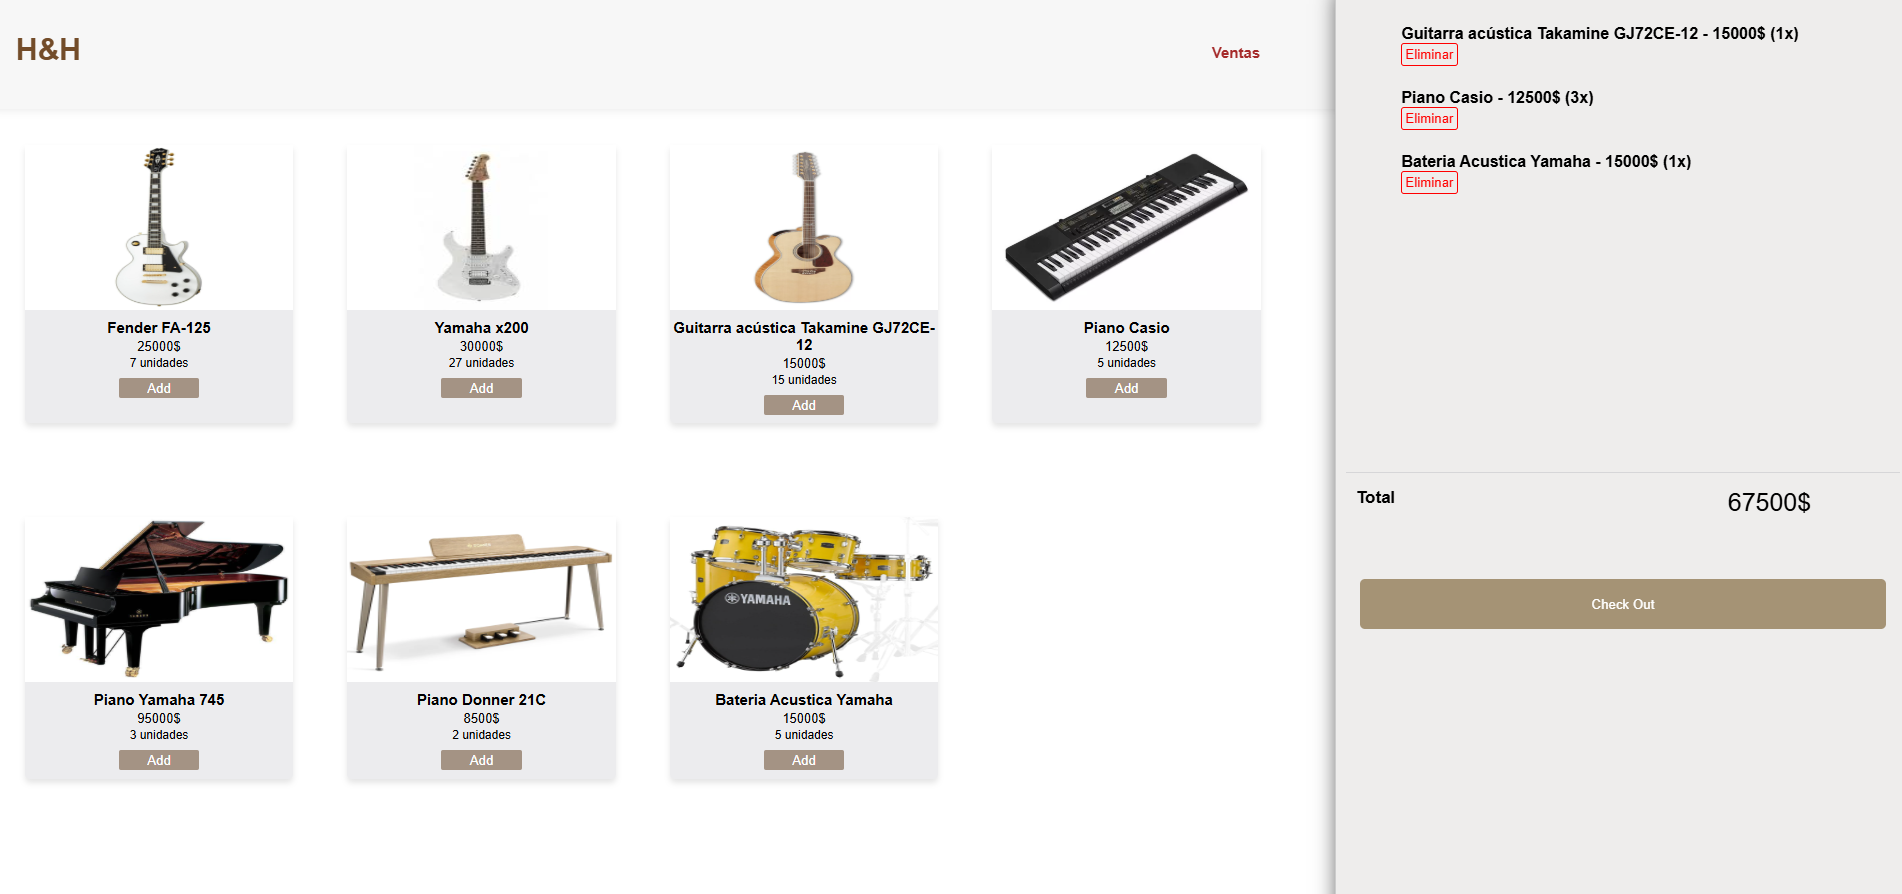 H&H
Ventas
Fender FA-125
25000$
7 unidades
Add
Yamaha x200
30000$
27 unidades
Add
Guitarra acústica Takamine GJ72CE-
12
15000$
15 unidades
Add
Piano Casio
12500$
5 unidades
Add
Piano Yamaha 745
95000$
3 unidades
Add
Piano Donner 21C
8500$
2 unidades
Add
YAMAHA
Bateria Acustica Yamaha
15000$
5 unidades
Add
Guitarra acústica Takamine GJ72CE-12 - 15000$ (1x)
Eliminar
Piano Casio - 12500$ (3x)
Eliminar
Bateria Acustica Yamaha - 15000$ (1x)
Eliminar
Total
67500$
Check Out